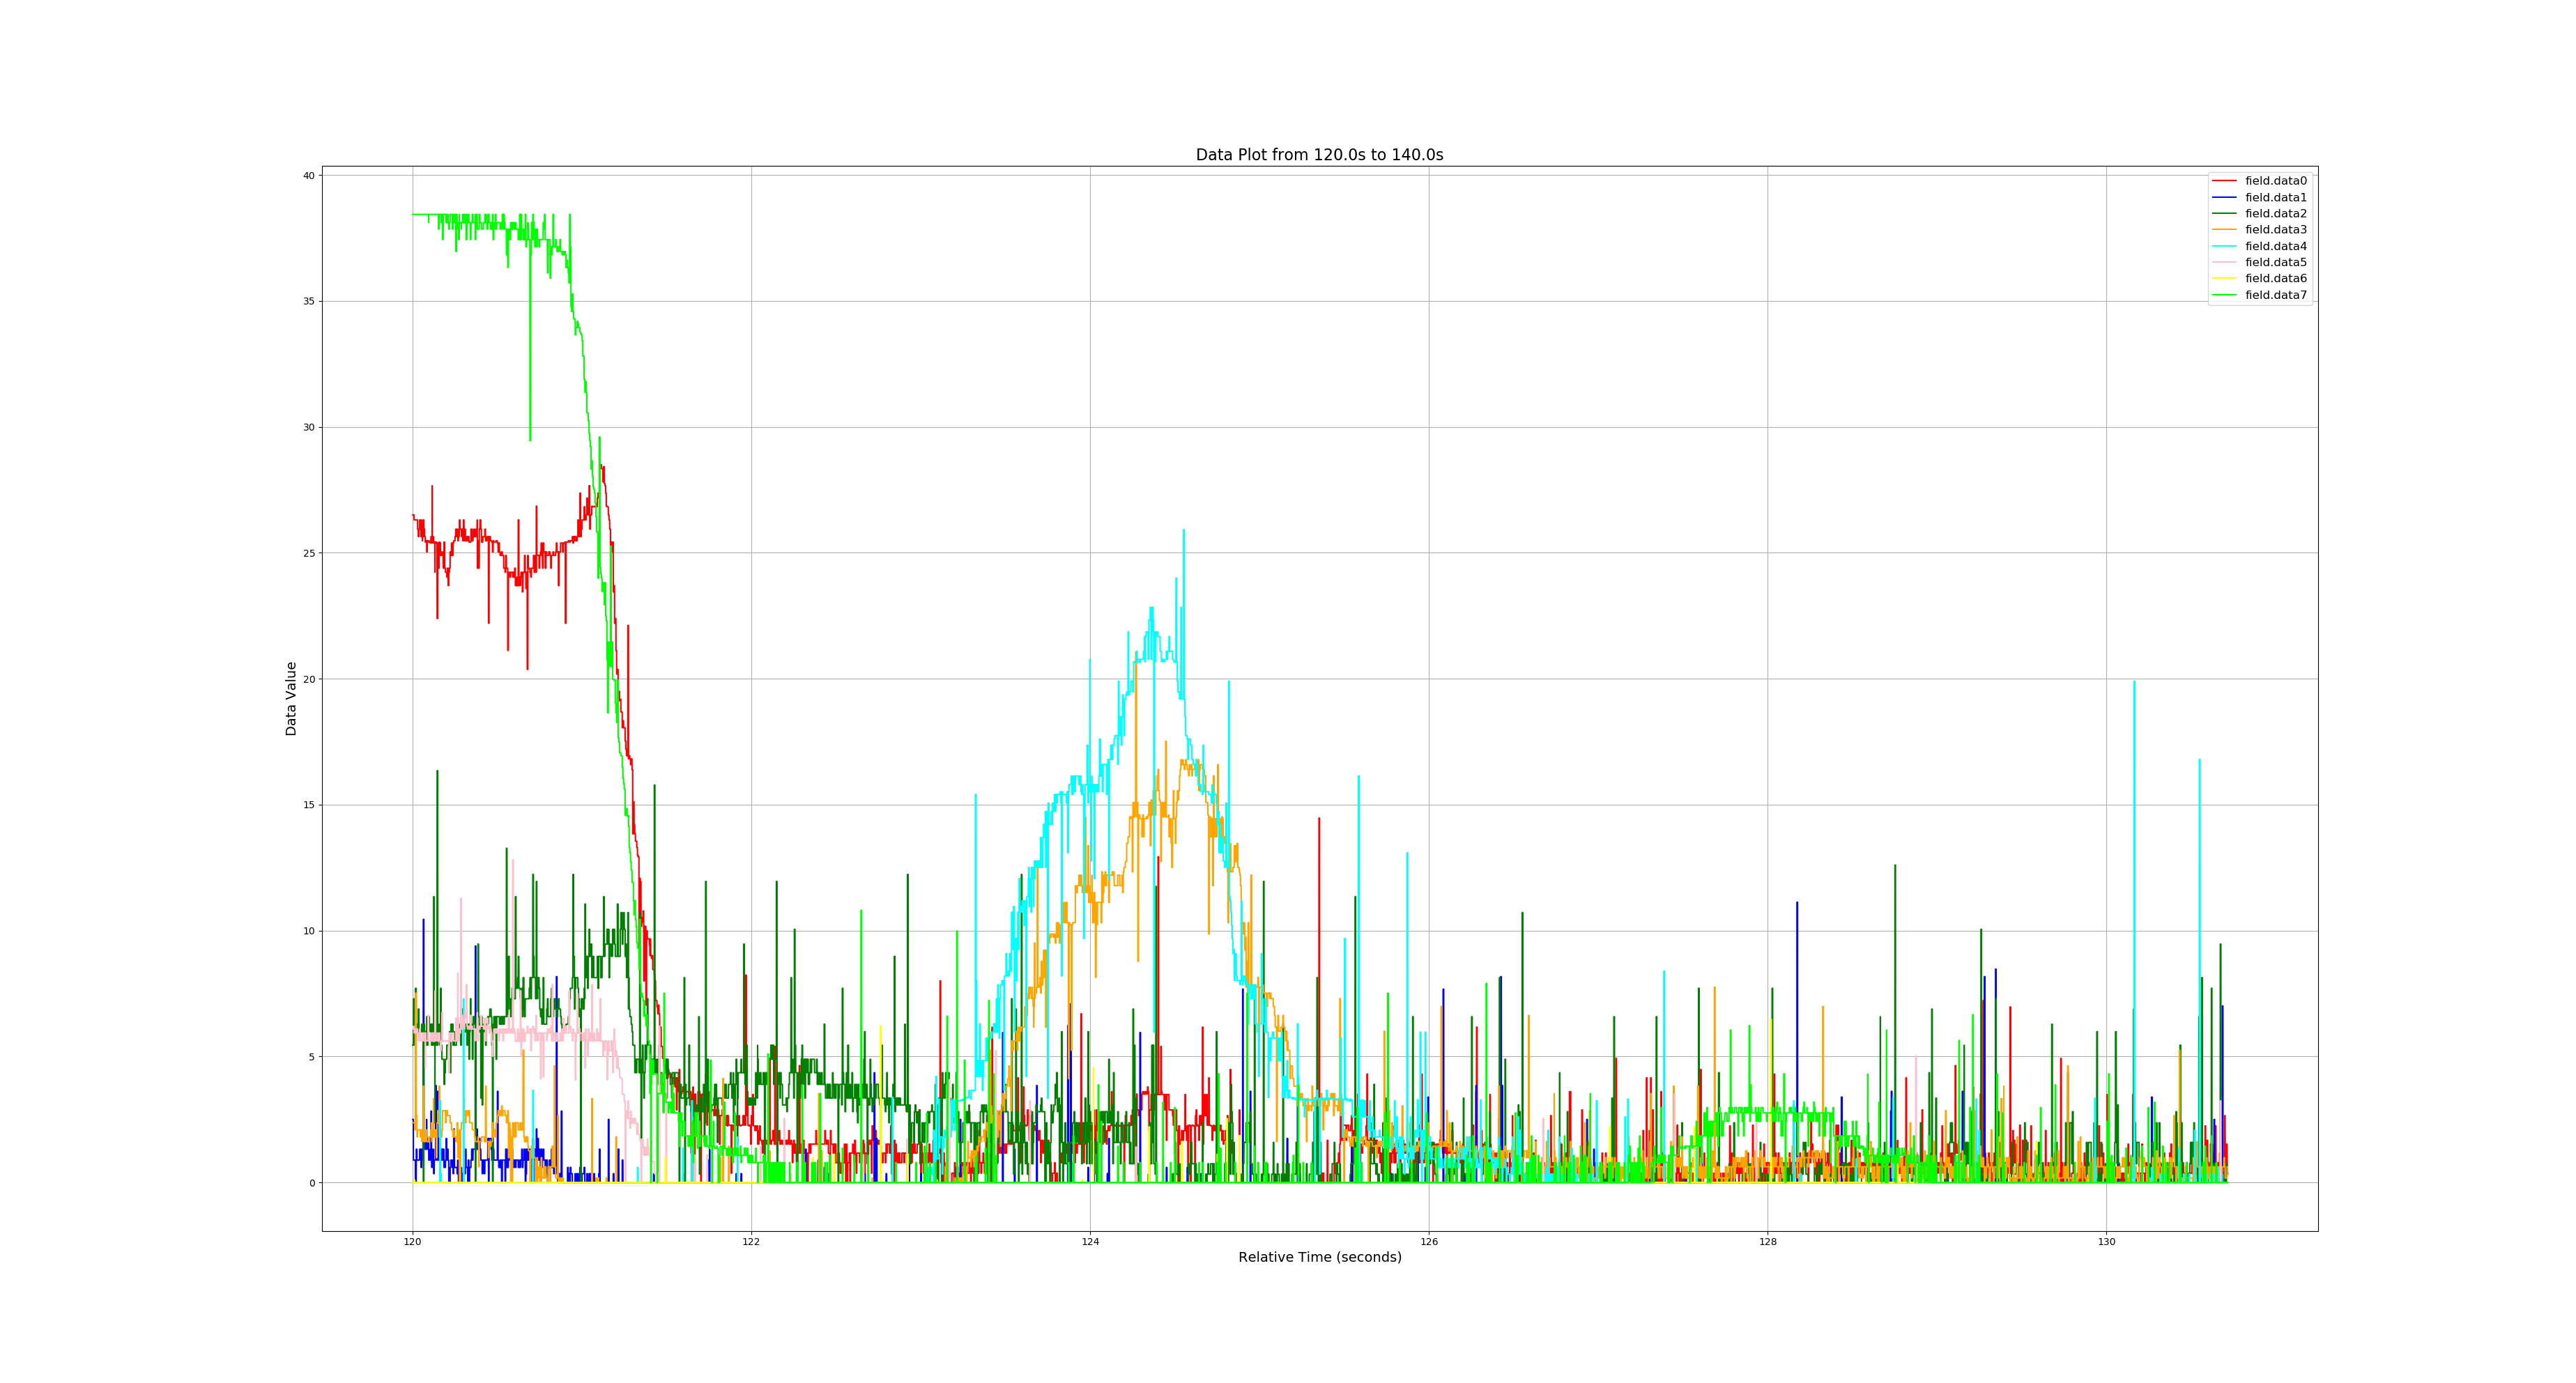 Data Plot from 120.0s to 140.0s
field.data0
field.data1
field.data2
field.data3
field.data4
field.data5
field.data6
field.data7
40
35
30
25
20
15
10
5
0
Data Value
120
122
124
126
128
130
Relative Time (seconds)